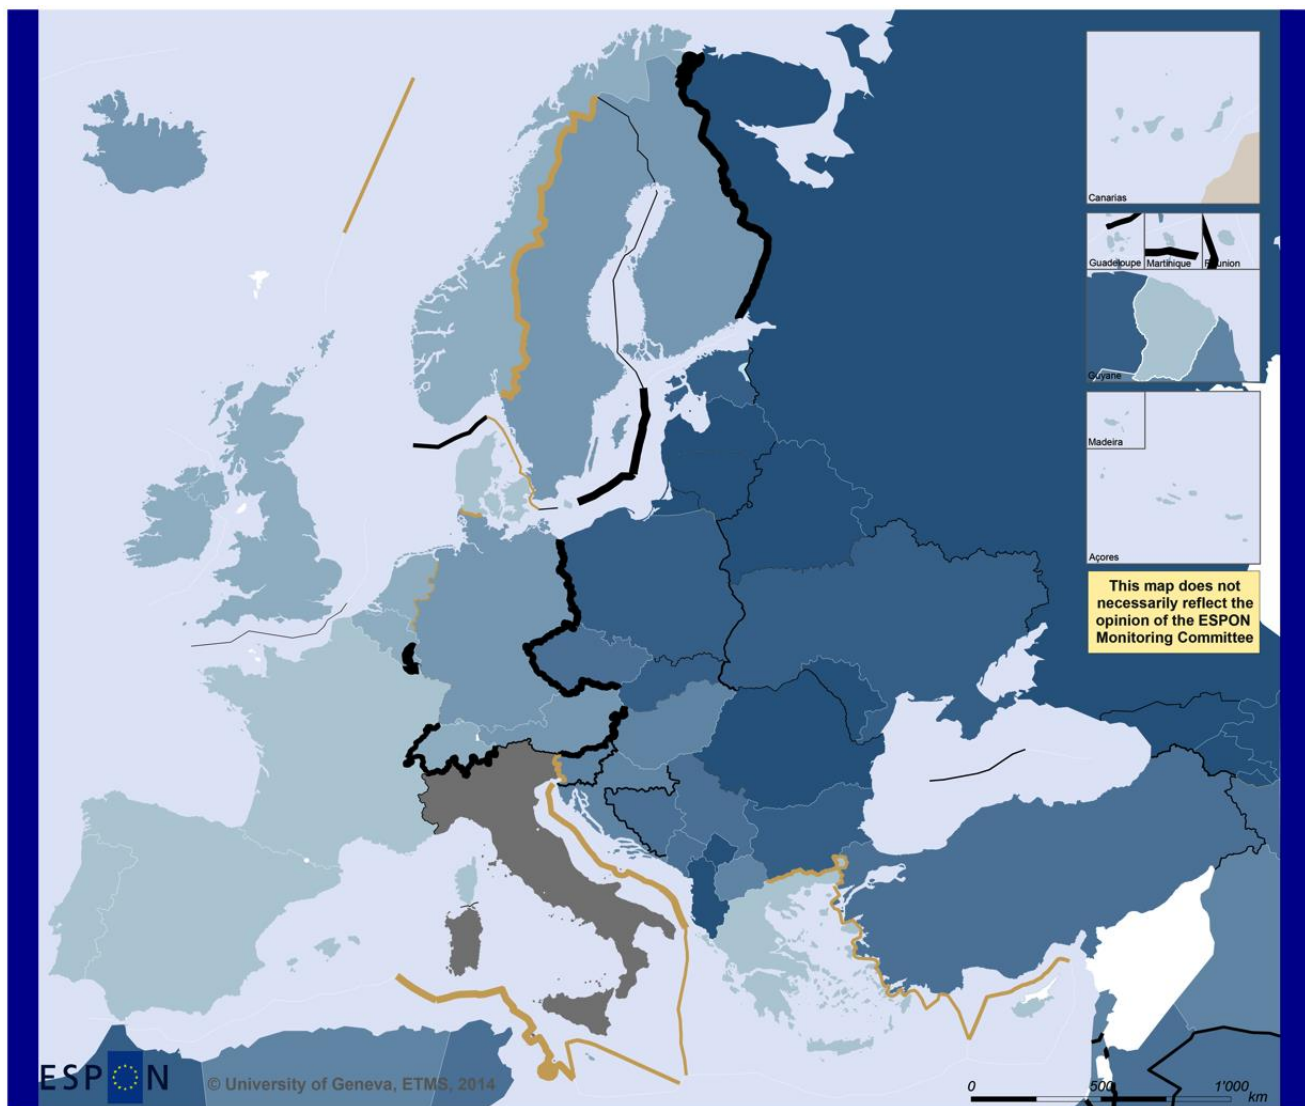 Canarias
Guadeloupe
Martinique
Réunion
Guyane
Madeira
Açores
This map does not
necessarily reflect the
opinion of the ESPON
Monitoring Committee
ESPON
© University of Geneva, ETMS, 2014
0
500
1'000
km